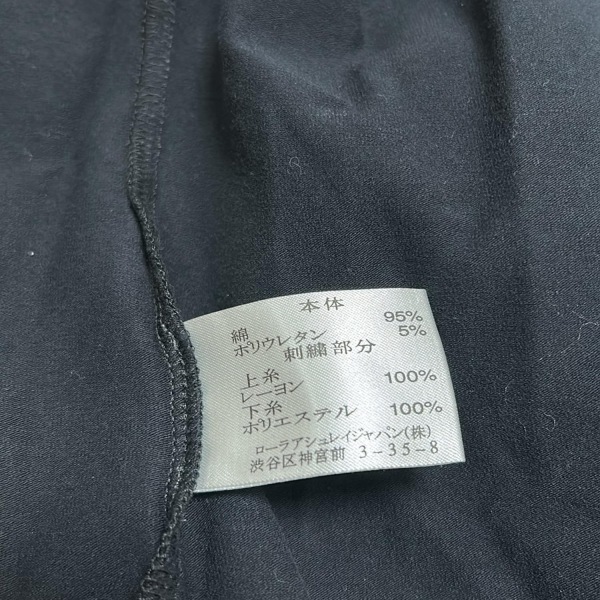 本体
綿 95%
ポリウレタン 5%
刺繍部分
上糸
レーヨン 100%
下糸
ポリエステル 100%
ローラアシュレイジャパン(株)
渋谷区神宮前 3-35-8